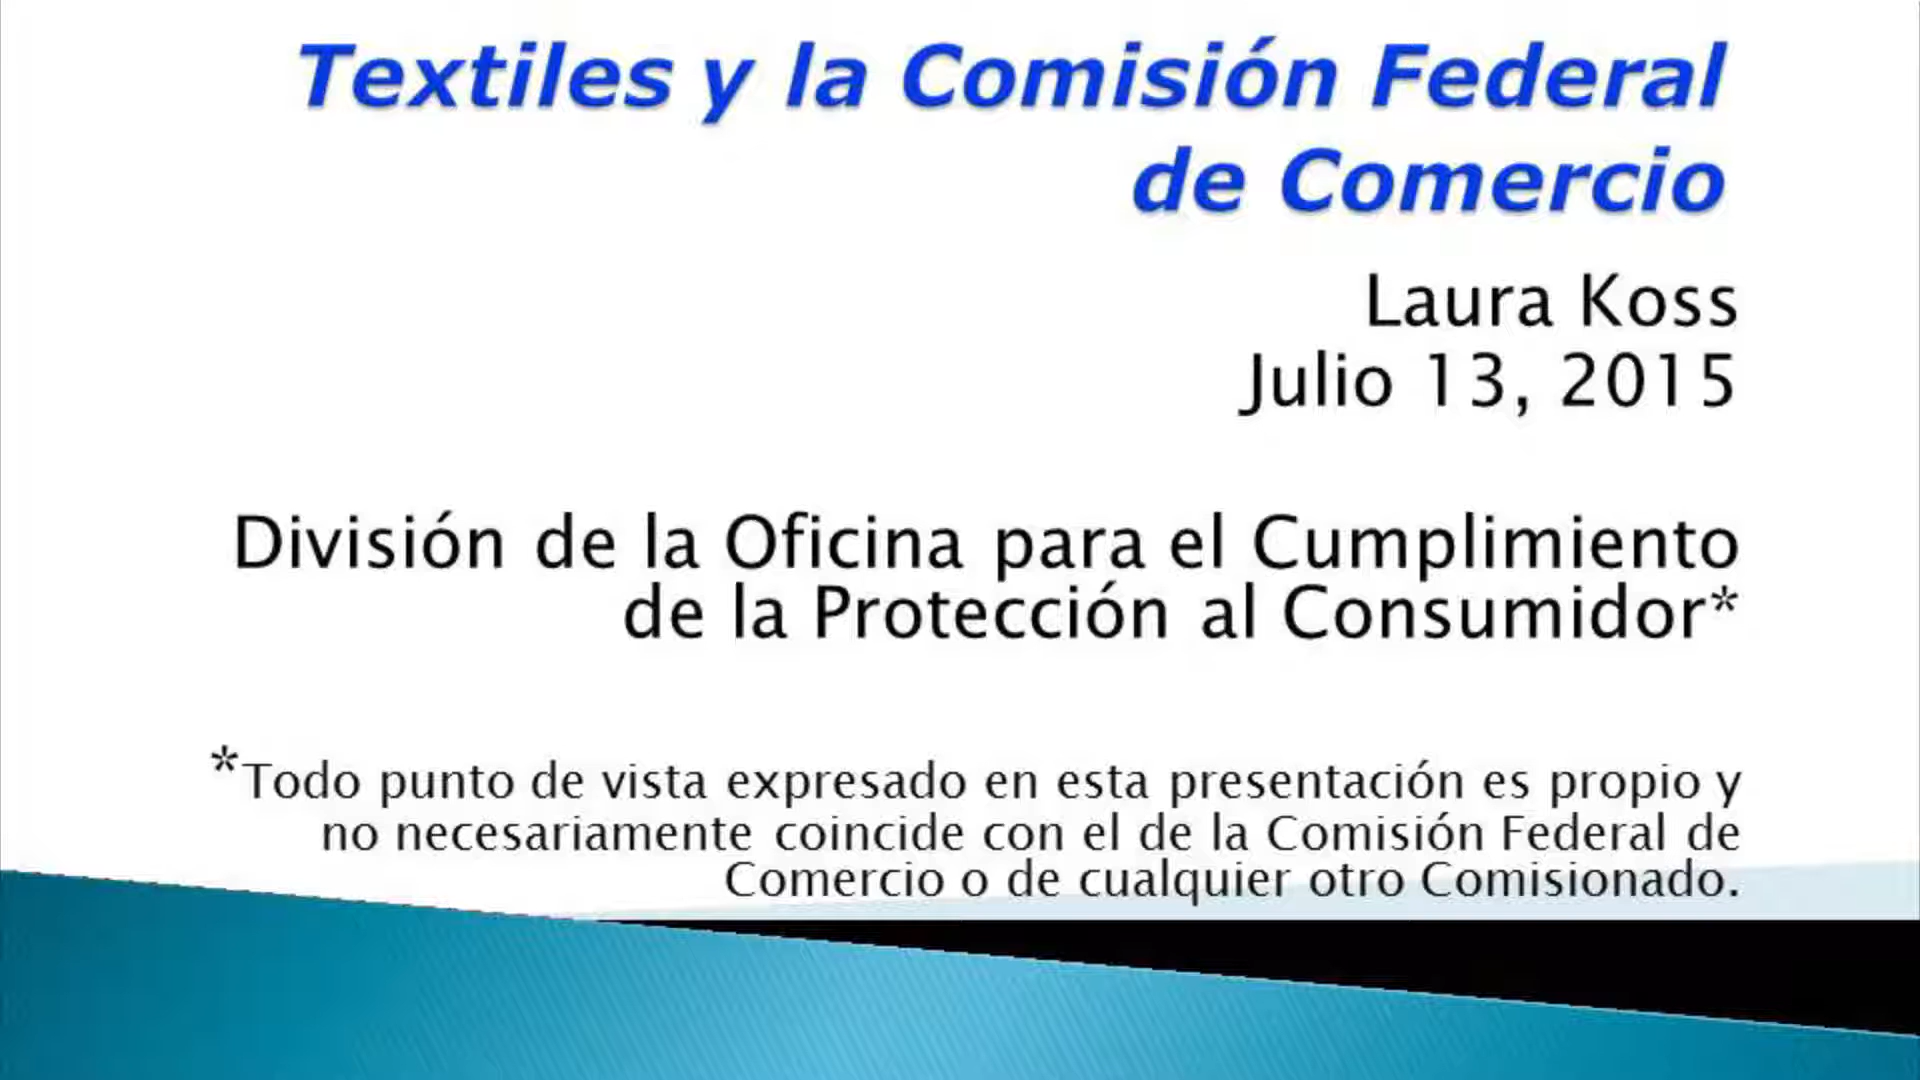 Textiles y la Comisión Federal
de Comercio
Laura Koss
Julio 13, 2015
División de la Oficina para el Cumplimiento
de la Protección al Consumidor*
*Todo punto de vista expresado en esta presentación es propio y
no necesariamente coincide con el de la Comisión Federal de
Comercio o de cualquier otro Comisionado.